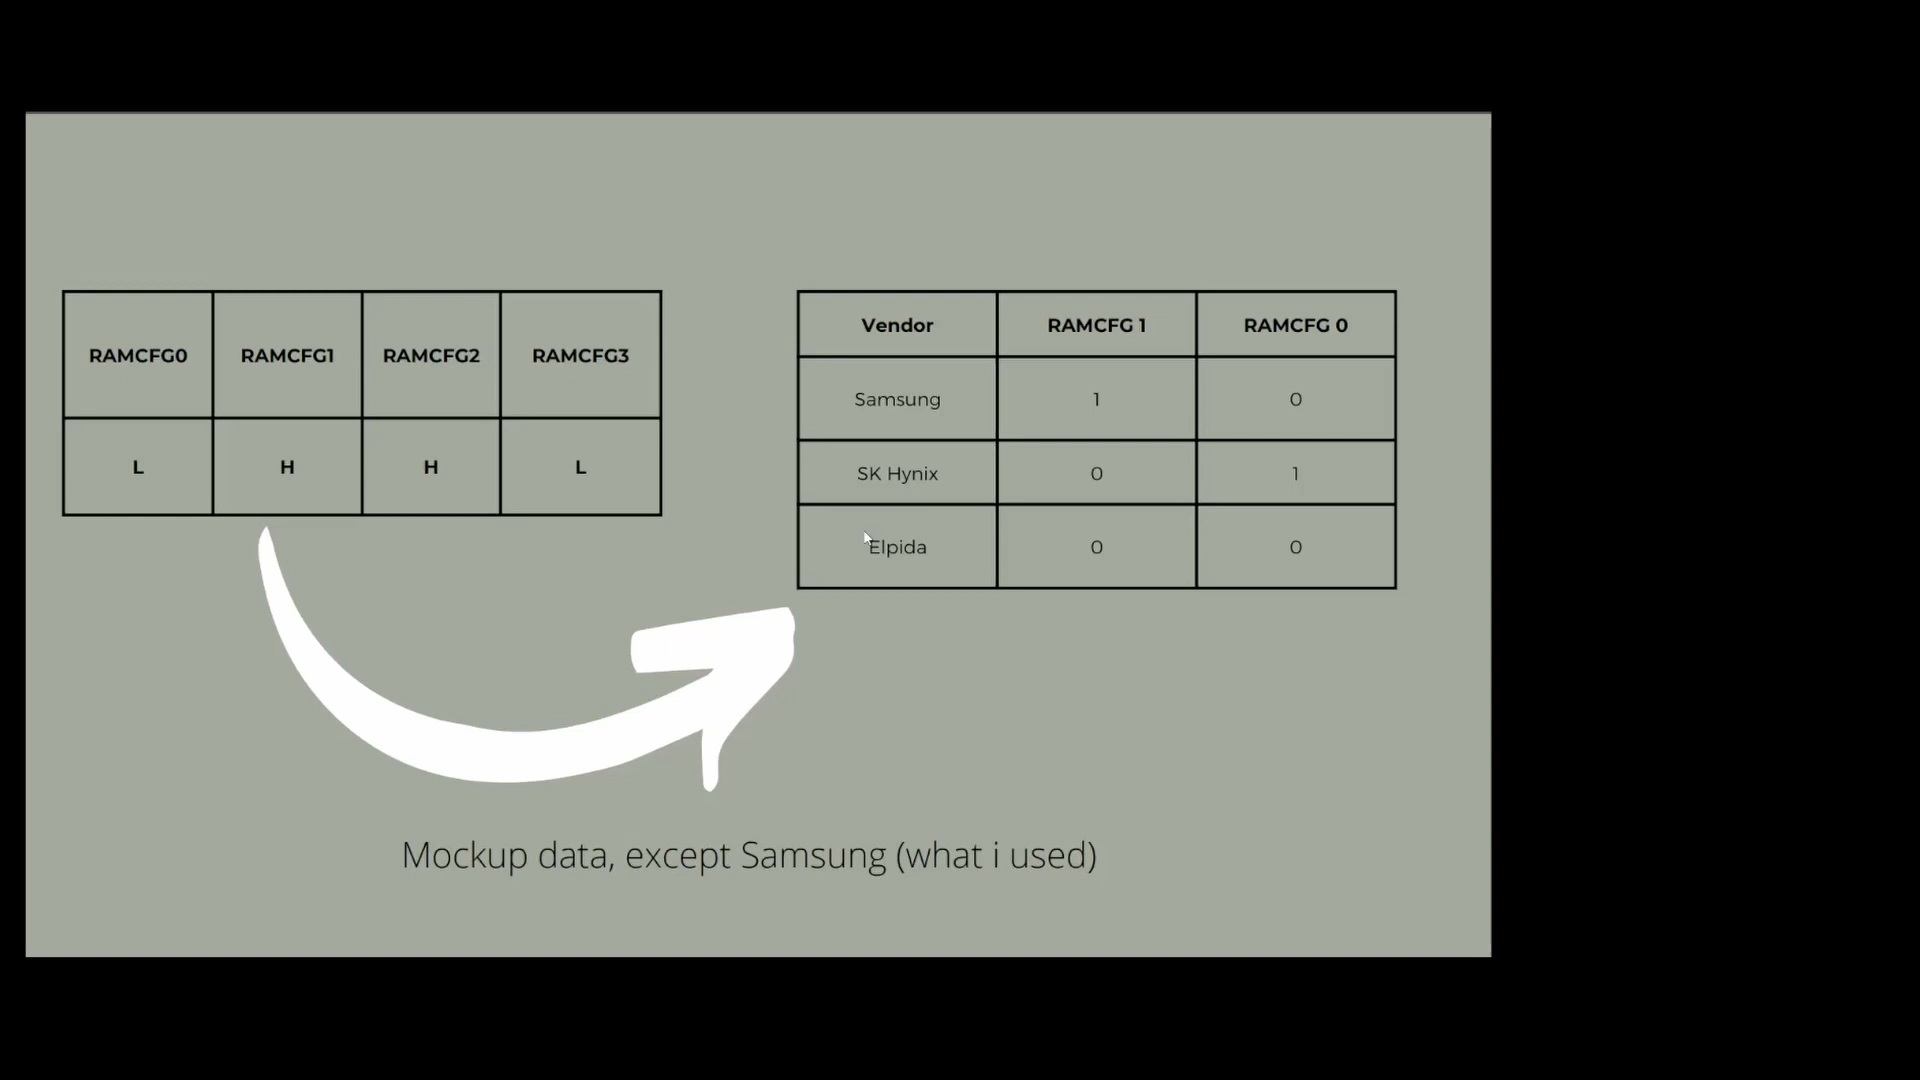 RAMCFG0 RAMCFG1 RAMCFG2 RAMCFG3
L H H L
Vendor RAMCFG 1 RAMCFG 0
Samsung 1 0
SK Hynix 0 1
Elpida 0 0
Mockup data, except Samsung (what i used)